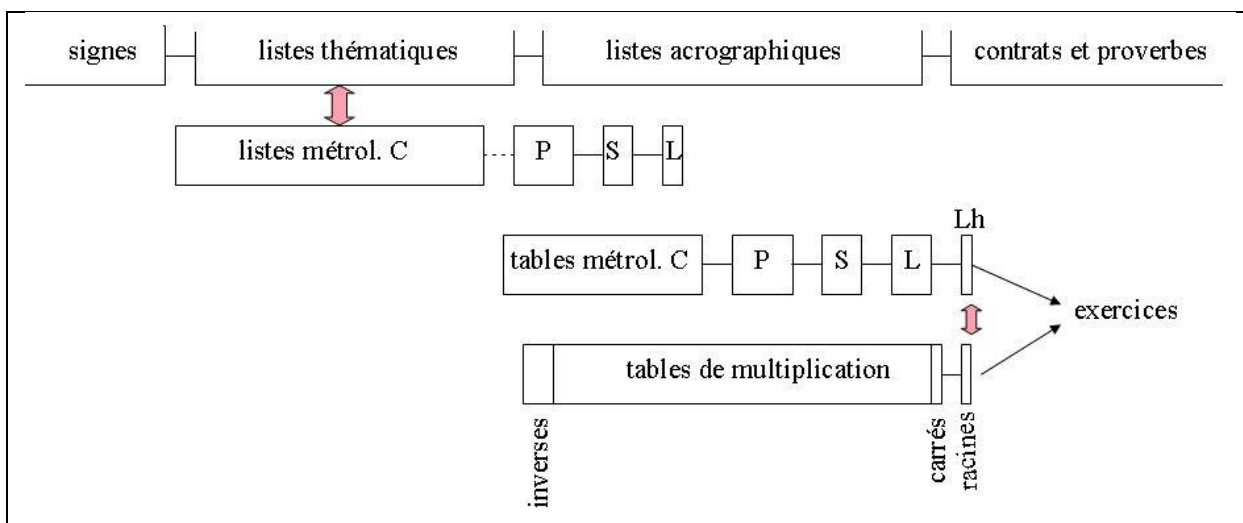 signes listes thématiques listes acrographiques contrats et proverbes
listes métrol. C P S L
Lh
tables métrol. C P S L
exercices
tables de multiplication
inverses
carrés
racines